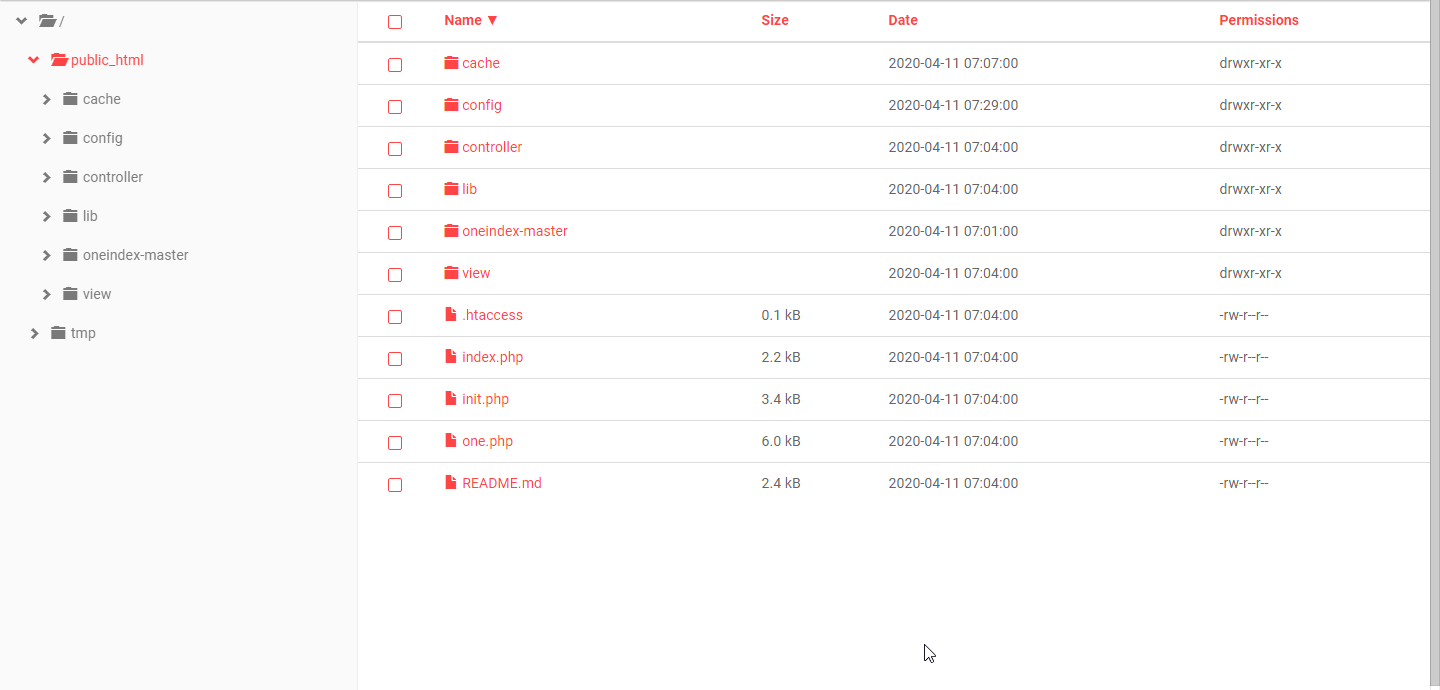 /
public_html
cache
config
controller
lib
oneindex-master
view
tmp
Name ▼ Size Date Permissions
cache 2020-04-11 07:07:00 drwxr-xr-x
config 2020-04-11 07:29:00 drwxr-xr-x
controller 2020-04-11 07:04:00 drwxr-xr-x
lib 2020-04-11 07:04:00 drwxr-xr-x
oneindex-master 2020-04-11 07:01:00 drwxr-xr-x
view 2020-04-11 07:04:00 drwxr-xr-x
.htaccess 0.1 kB 2020-04-11 07:04:00 -rw-r--r--
index.php 2.2 kB 2020-04-11 07:04:00 -rw-r--r--
init.php 3.4 kB 2020-04-11 07:04:00 -rw-r--r--
one.php 6.0 kB 2020-04-11 07:04:00 -rw-r--r--
README.md 2.4 kB 2020-04-11 07:04:00 -rw-r--r--